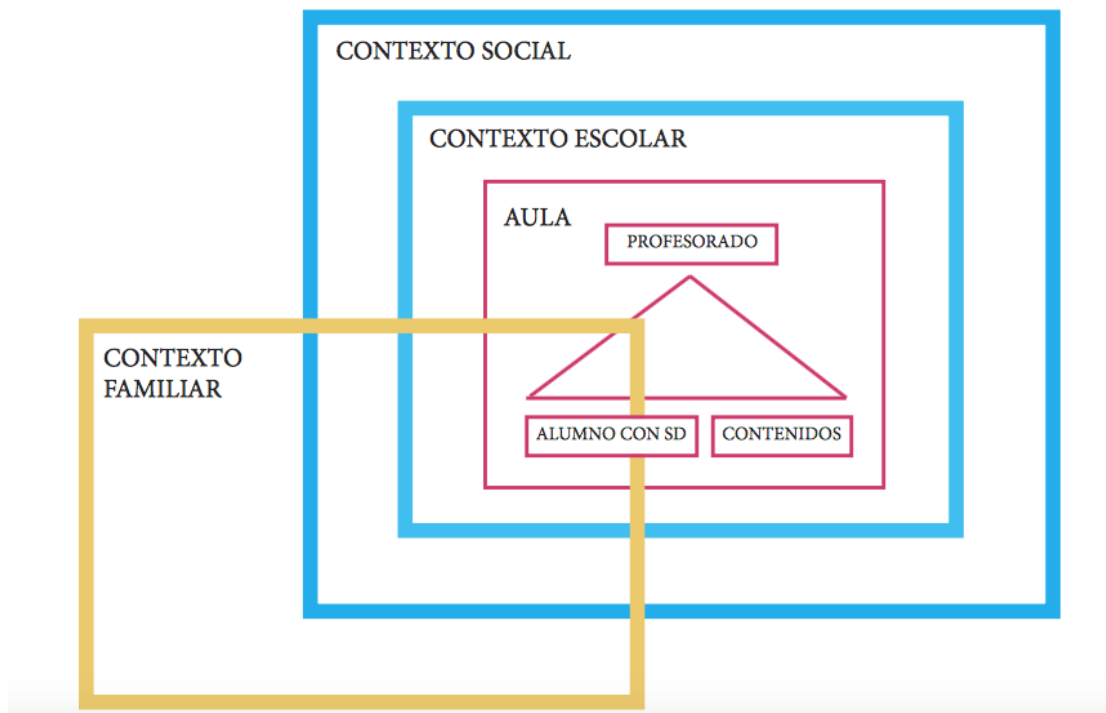 CONTEXTO SOCIAL
CONTEXTO ESCOLAR
AULA
PROFESORADO
CONTEXTO
FAMILIAR
ALUMNO CON SD
CONTENIDOS